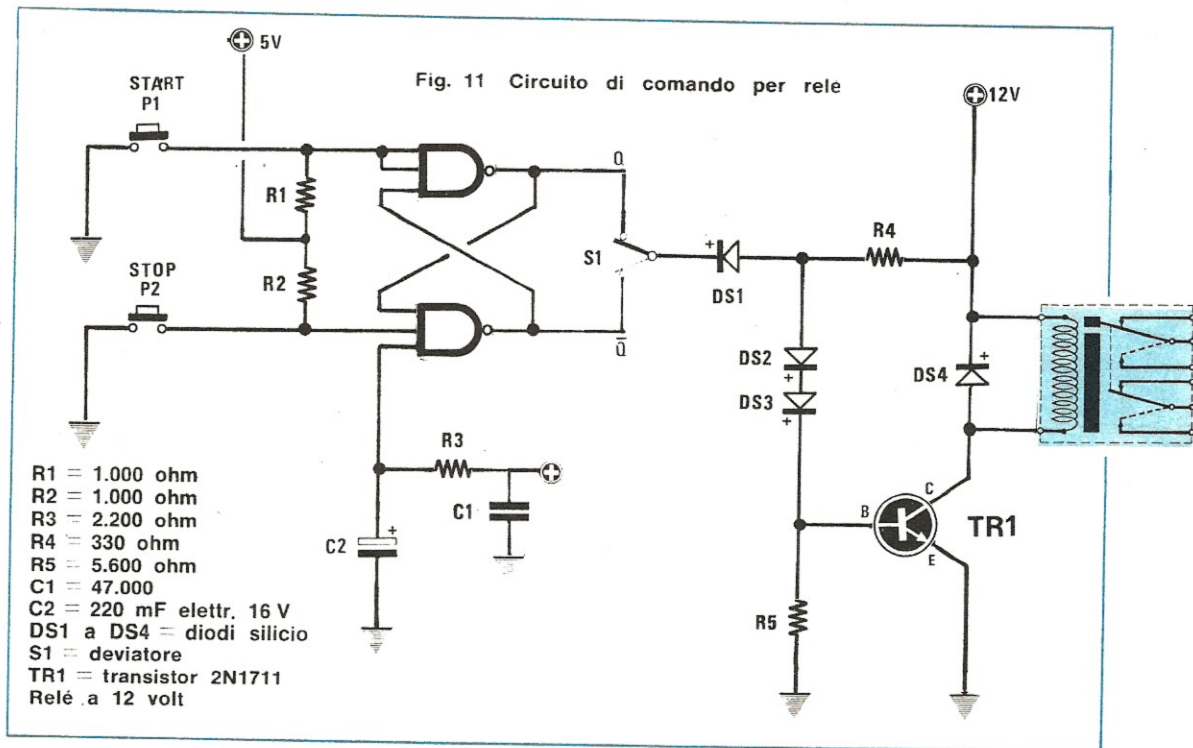 5V
Fig. 11 Circuito di comando per relè
START
P1
12V
Q
R1
R4
S1
STOP
P2
R2
DS1
Q̅
DS2
DS4
DS3
R3
C1
C
B
TR1
E
C2
R5
R1 = 1.000 ohm
R2 = 1.000 ohm
R3 = 2.200 ohm
R4 = 330 ohm
R5 = 5.600 ohm
C1 = 47.000
C2 = 220 mF elettr. 16 V
DS1 a DS4 = diodi silicio
S1 = deviatore
TR1 = transistor 2N1711
Relé a 12 volt